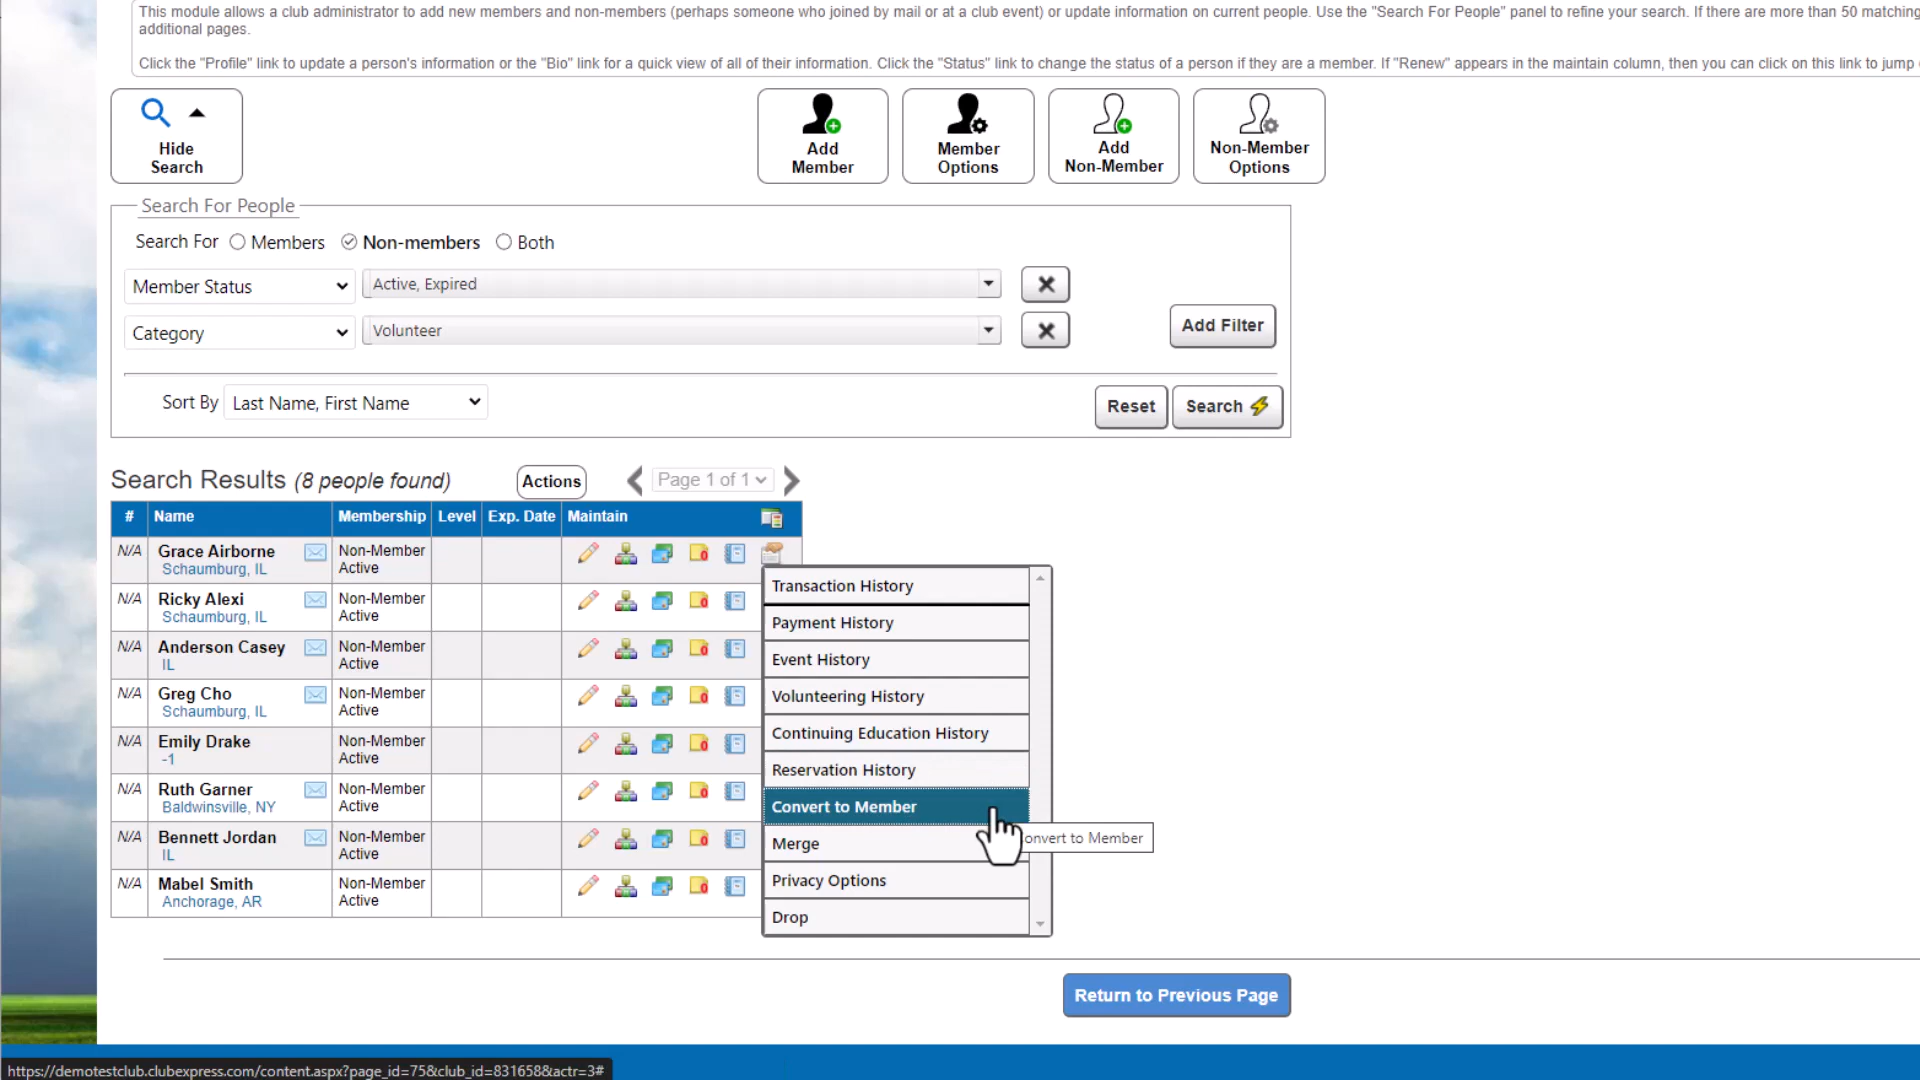 This module allows a club administrator to add new members and non-members (perhaps someone who joined by mail or at a club event) or update information on current people. Use the "Search For People" panel to refine your search. If there are more than 50 matching
additional pages.
Click the "Profile" link to update a person's information or the "Bio" link for a quick view of all of their information. Click the "Status" link to change the status of a person if they are a member. If "Renew" appears in the maintain column, then you can click on this link to jump
Hide
Search
Add
Member
Member
Options
Add
Non-Member
Non-Member
Options
Search For People
Search For Members Non-members Both
Member Status Active, Expired
Category Volunteer
Add Filter
Sort By Last Name, First Name
Reset Search
Search Results (8 people found) Actions Page 1 of 1
# Name Membership Level Exp. Date Maintain
N/A Grace Airborne Non-Member
Schaumburg, IL Active
N/A Ricky Alexi Non-Member
Schaumburg, IL Active
N/A Anderson Casey Non-Member
IL Active
N/A Greg Cho Non-Member
Schaumburg, IL Active
N/A Emily Drake Non-Member
-1 Active
N/A Ruth Garner Non-Member
Baldwinsville, NY Active
N/A Bennett Jordan Non-Member
IL Active
N/A Mabel Smith Non-Member
Anchorage, AR Active
Transaction History
Payment History
Event History
Volunteering History
Continuing Education History
Reservation History
Convert to Member
Merge
Privacy Options
Drop
onvert to Member
Return to Previous Page
https://demotestclub.clubexpress.com/content.aspx?page_id=75&club_id=831658&actr=3#